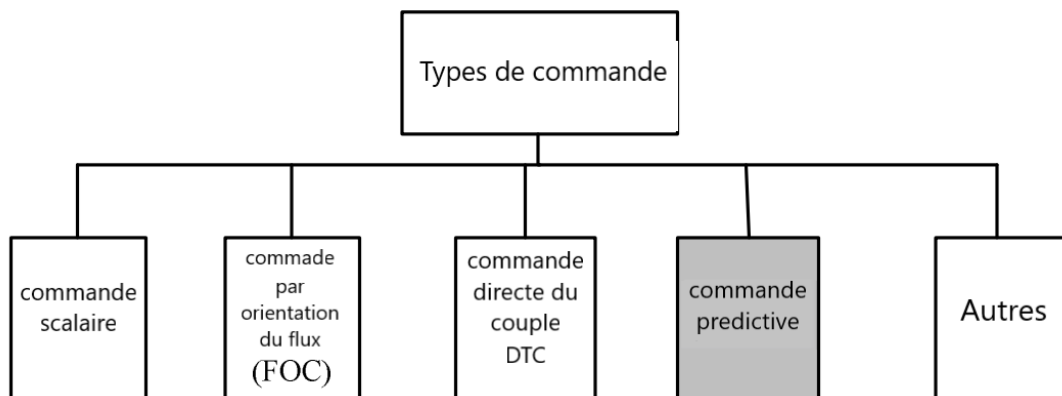 Types de commande
commande
scalaire
commade
par
orientation
du flux
(FOC)
commande
directe du
couple
DTC
commande
predictive
Autres